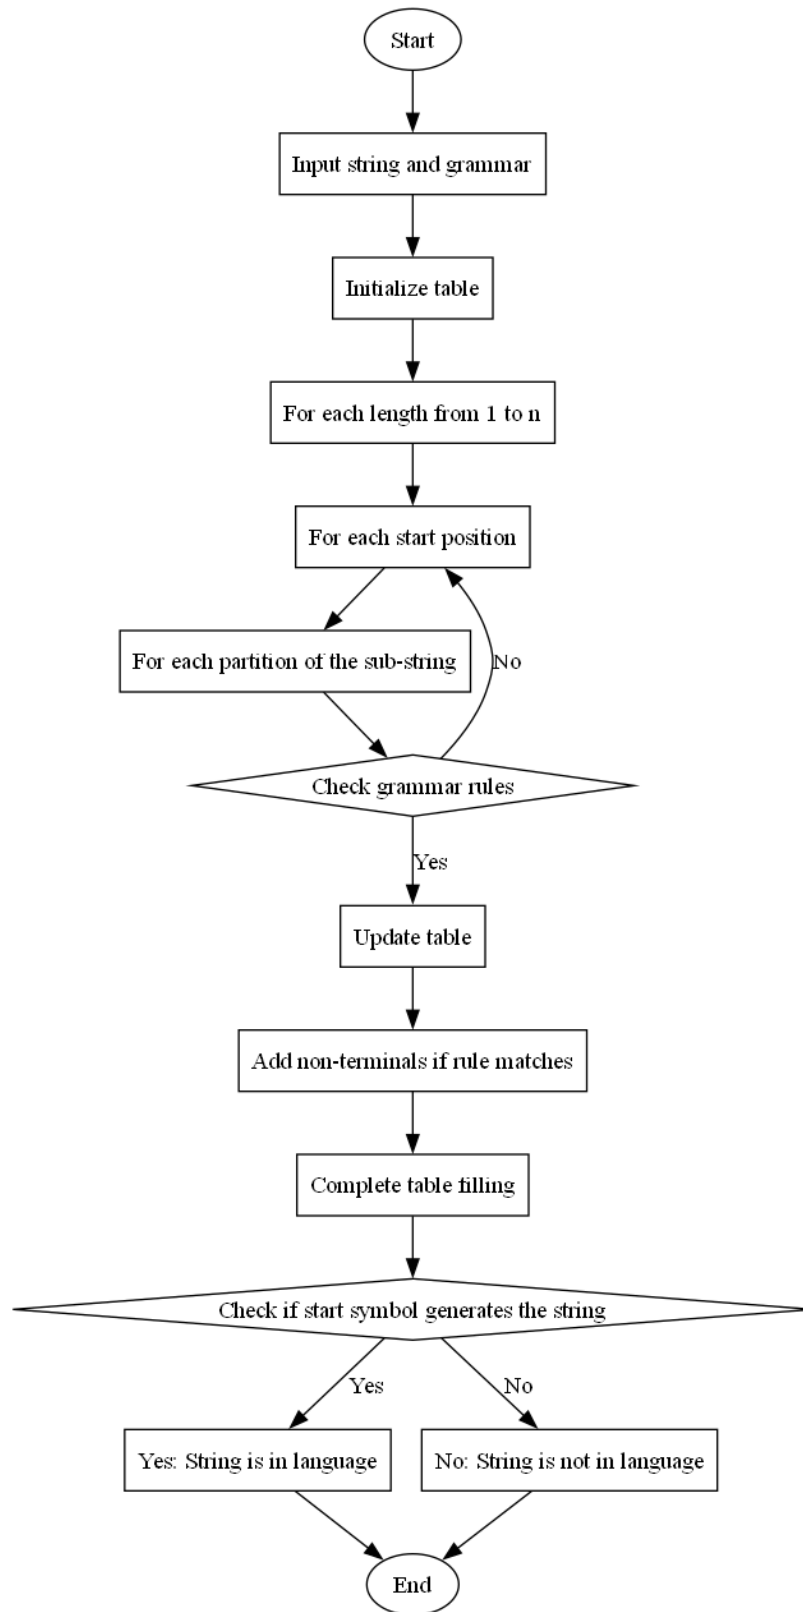 Start
Input string and grammar
Initialize table
For each length from 1 to n
For each start position
For each partition of the sub-string
No
Check grammar rules
Yes
Update table
Add non-terminals if rule matches
Complete table filling
Check if start symbol generates the string
Yes
No
Yes: String is in language
No: String is not in language
End